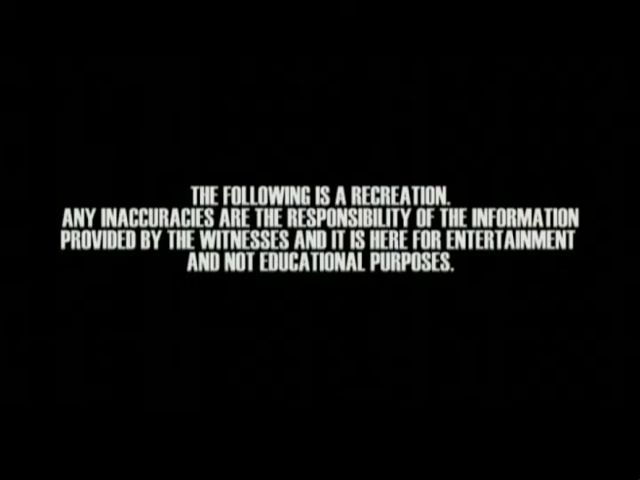 THE FOLLOWING IS A RECREATION.
ANY INACCURACIES ARE THE RESPONSIBILITY OF THE INFORMATION
PROVIDED BY THE WITNESSES AND IT IS HERE FOR ENTERTAINMENT
AND NOT EDUCATIONAL PURPOSES.